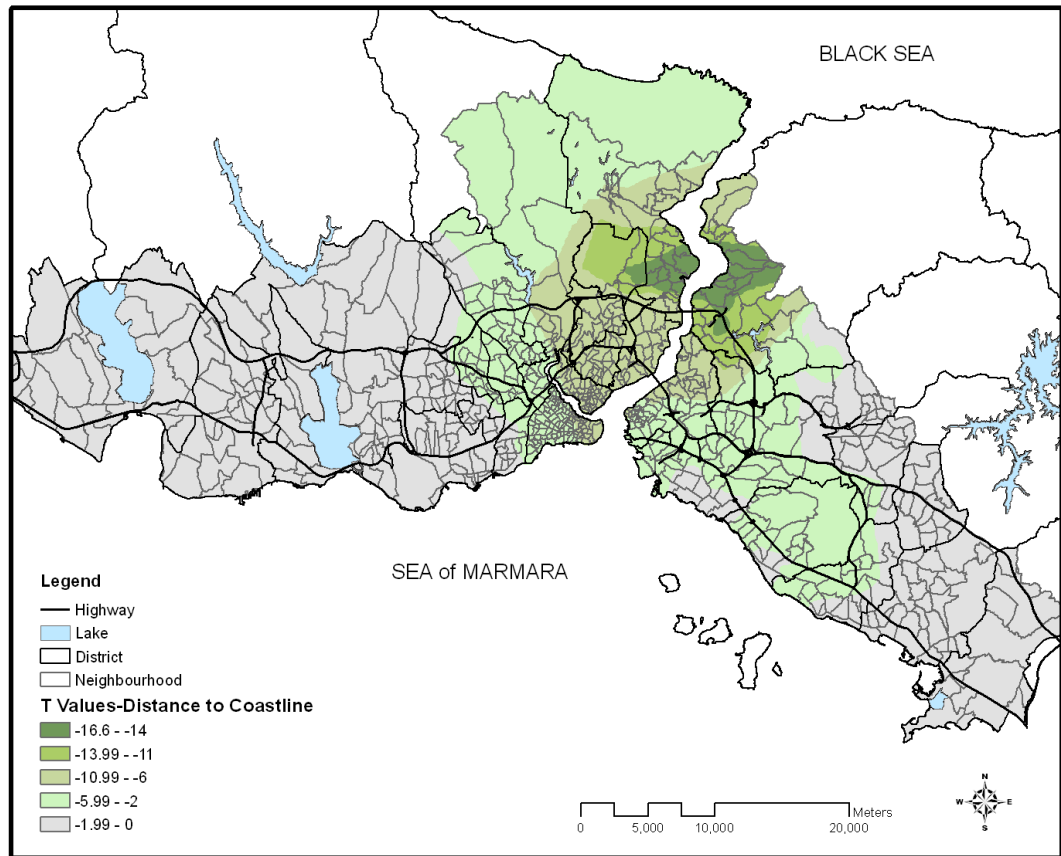 BLACK SEA
SEA of MARMARA
Legend
Highway
Lake
District
Neighbourhood
T Values-Distance to Coastline
-16.6 - -14
-13.99 - -11
-10.99 - -6
-5.99 - -2
-1.99 - 0
N
W E
S
Meters
0 5,000 10,000 20,000